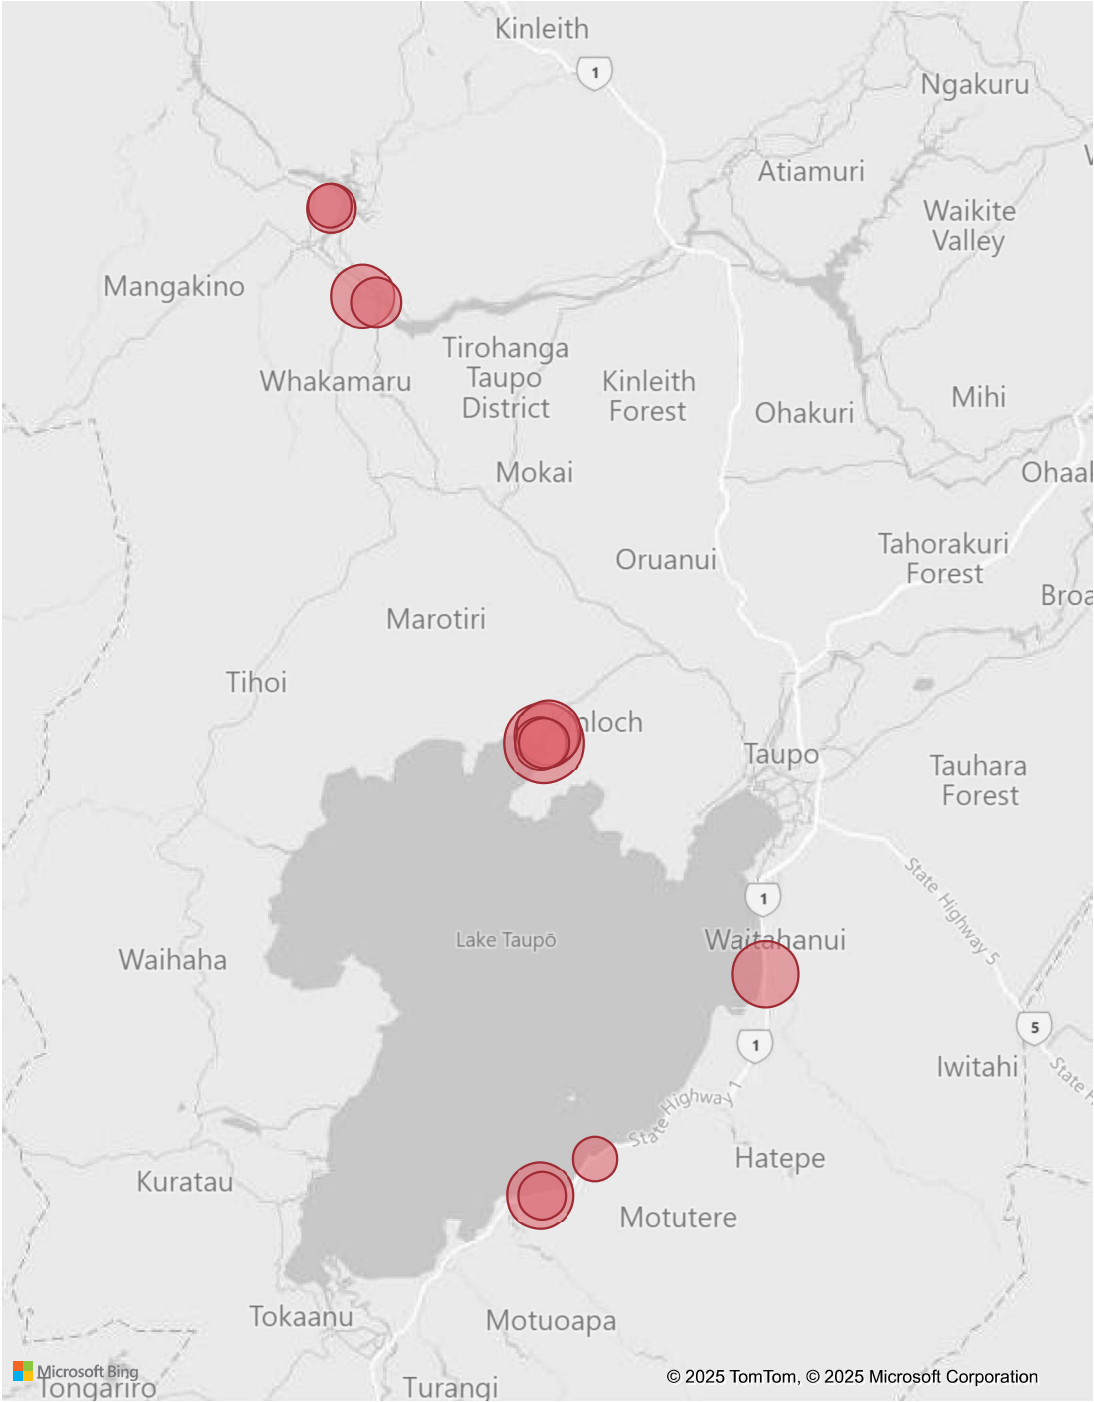 Kinleith
1
Ngakuru
Atiamuri
Waikite
Valley
Mangakino
Tirohanga
Taupo
District
Whakamaru
Kinleith
Forest
Ohakuri
Mihi
Mokai
Ohaal
Oruanui
Tahorakuri
Forest
Broa
Marotiri
Tihoi
nloch
Taupo
Tauhara
Forest
State Highway 5
1
Lake Taupō
Waitahanui
Waihaha
5
1
Iwitahi
State H
State Highway 1
Hatepe
Kuratau
Motutere
Tokaanu
Motuoapa
Microsoft Bing
Tongariro
Turangi
© 2025 TomTom, © 2025 Microsoft Corporation